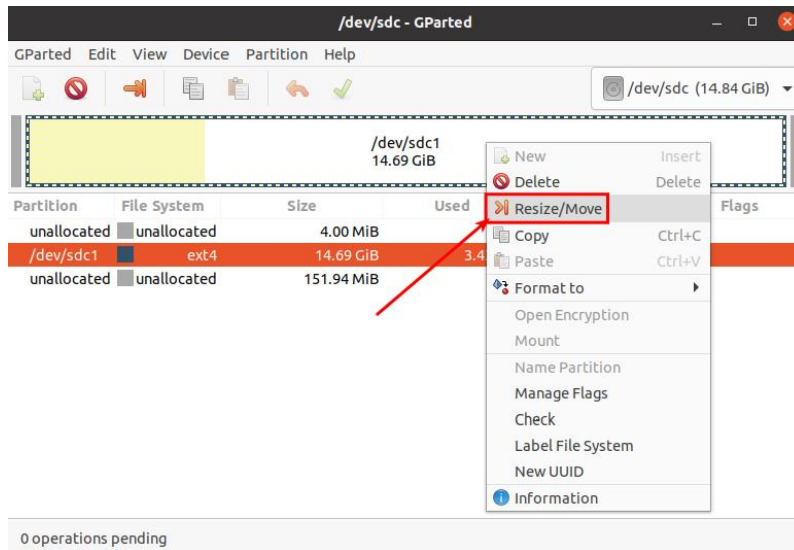 /dev/sdc - GParted
GParted Edit View Device Partition Help
/dev/sdc (14.84 GiB)
/dev/sdc1
14.69 GiB
New Insert
Delete Delete
Resize/Move
Copy Ctrl+C
Paste Ctrl+V
Format to
Open Encryption
Mount
Name Partition
Manage Flags
Check
Label File System
New UUID
Information
Partition File System Size Used Flags
unallocated unallocated 4.00 MiB
/dev/sdc1 ext4 14.69 GiB 3.4
unallocated unallocated 151.94 MiB
0 operations pending